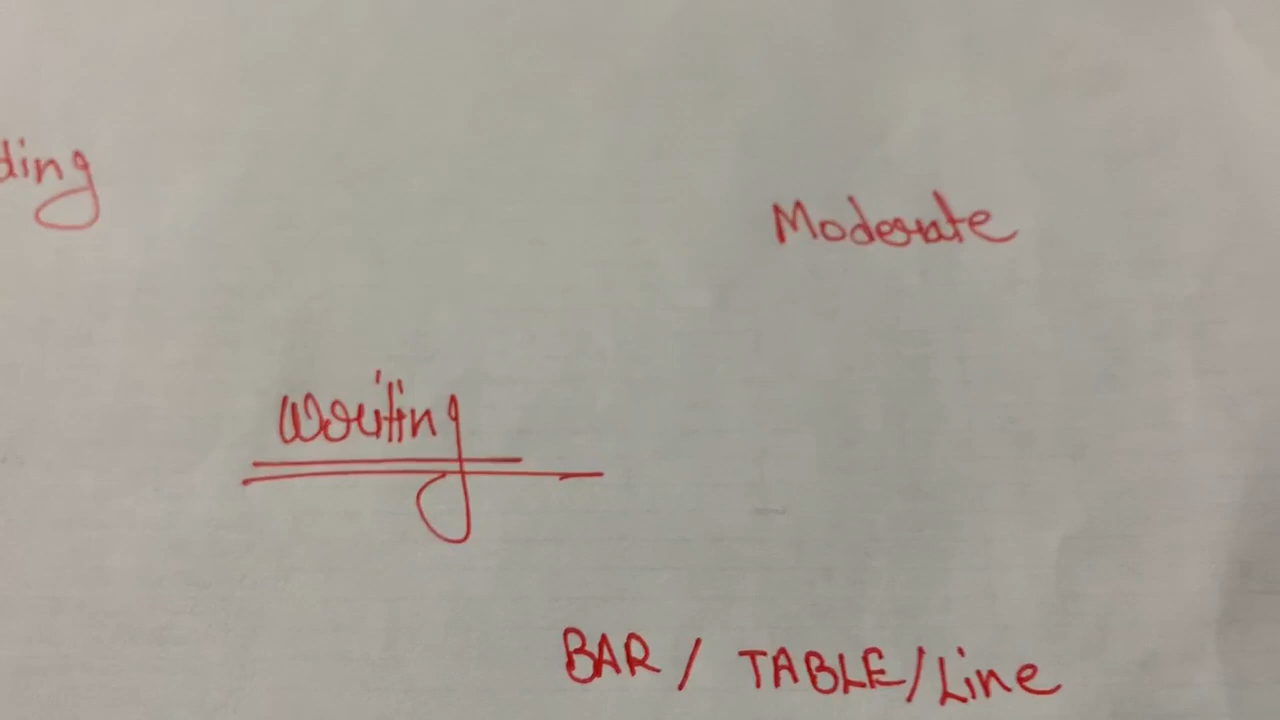 ding Moderate
Writing
BAR / TABLE / Line